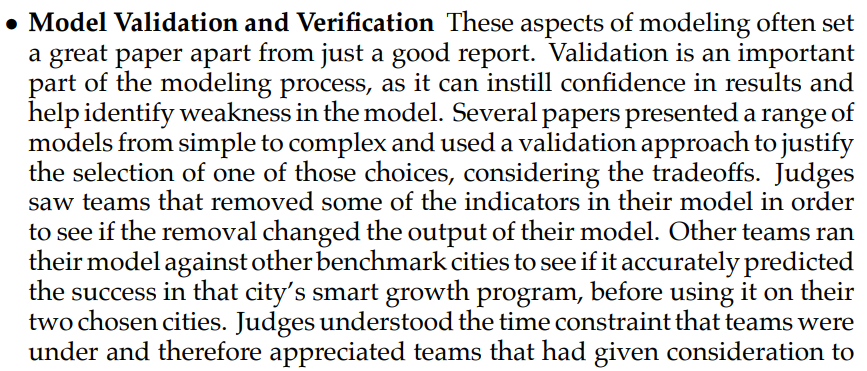 • Model Validation and Verification These aspects of modeling often set
a great paper apart from just a good report. Validation is an important
part of the modeling process, as it can instill confidence in results and
help identify weakness in the model. Several papers presented a range of
models from simple to complex and used a validation approach to justify
the selection of one of those choices, considering the tradeoffs. Judges
saw teams that removed some of the indicators in their model in order
to see if the removal changed the output of their model. Other teams ran
their model against other benchmark cities to see if it accurately predicted
the success in that city’s smart growth program, before using it on their
two chosen cities. Judges understood the time constraint that teams were
under and therefore appreciated teams that had given consideration to